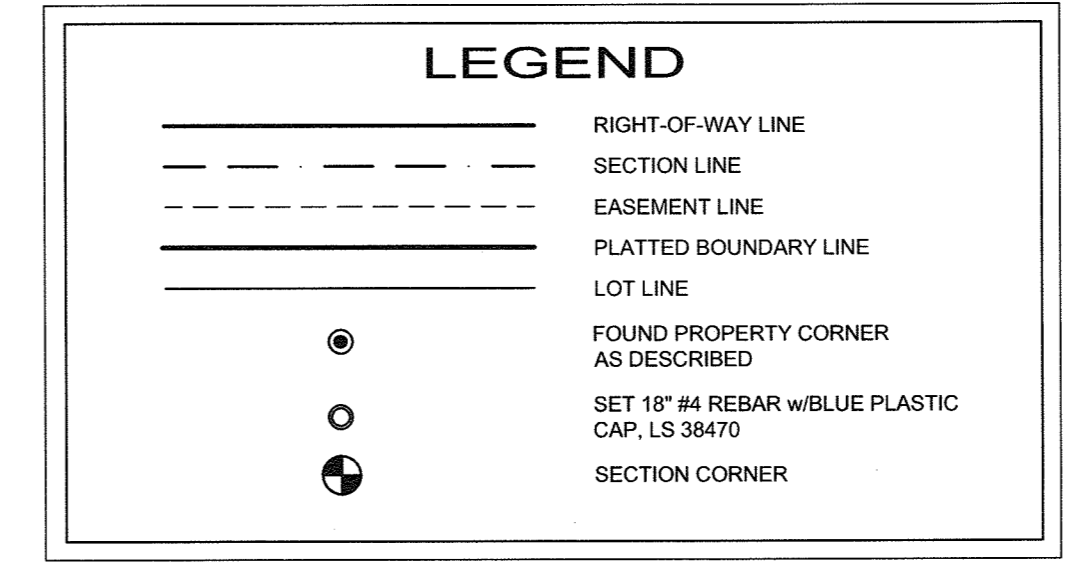 LEGEND
RIGHT-OF-WAY LINE
SECTION LINE
EASEMENT LINE
PLATTED BOUNDARY LINE
LOT LINE
FOUND PROPERTY CORNER
AS DESCRIBED
SET 18" #4 REBAR w/BLUE PLASTIC
CAP, LS 38470
SECTION CORNER